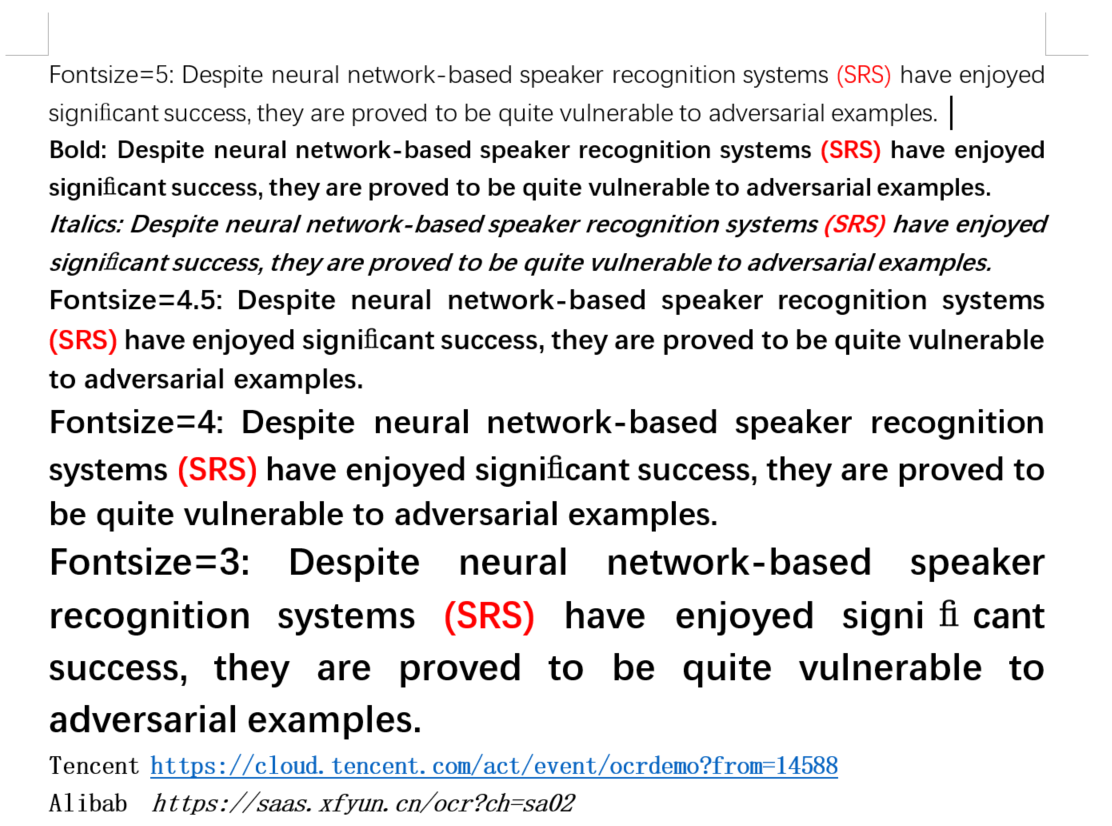 Fontsize=5: Despite neural network-based speaker recognition systems (SRS) have enjoyed
significant success, they are proved to be quite vulnerable to adversarial examples.
Bold: Despite neural network-based speaker recognition systems (SRS) have enjoyed
significant success, they are proved to be quite vulnerable to adversarial examples.
Italics: Despite neural network-based speaker recognition systems (SRS) have enjoyed
significant success, they are proved to be quite vulnerable to adversarial examples.
Fontsize=4.5: Despite neural network-based speaker recognition systems
(SRS) have enjoyed significant success, they are proved to be quite vulnerable
to adversarial examples.
Fontsize=4: Despite neural network-based speaker recognition
systems (SRS) have enjoyed significant success, they are proved to
be quite vulnerable to adversarial examples.
Fontsize=3: Despite neural network-based speaker
recognition systems (SRS) have enjoyed signi fi cant
success, they are proved to be quite vulnerable to
adversarial examples.
Tencent https://cloud.tencent.com/act/event/ocrdemo?from=14588
Alibab https://saas.xfyun.cn/ocr?ch=sa02